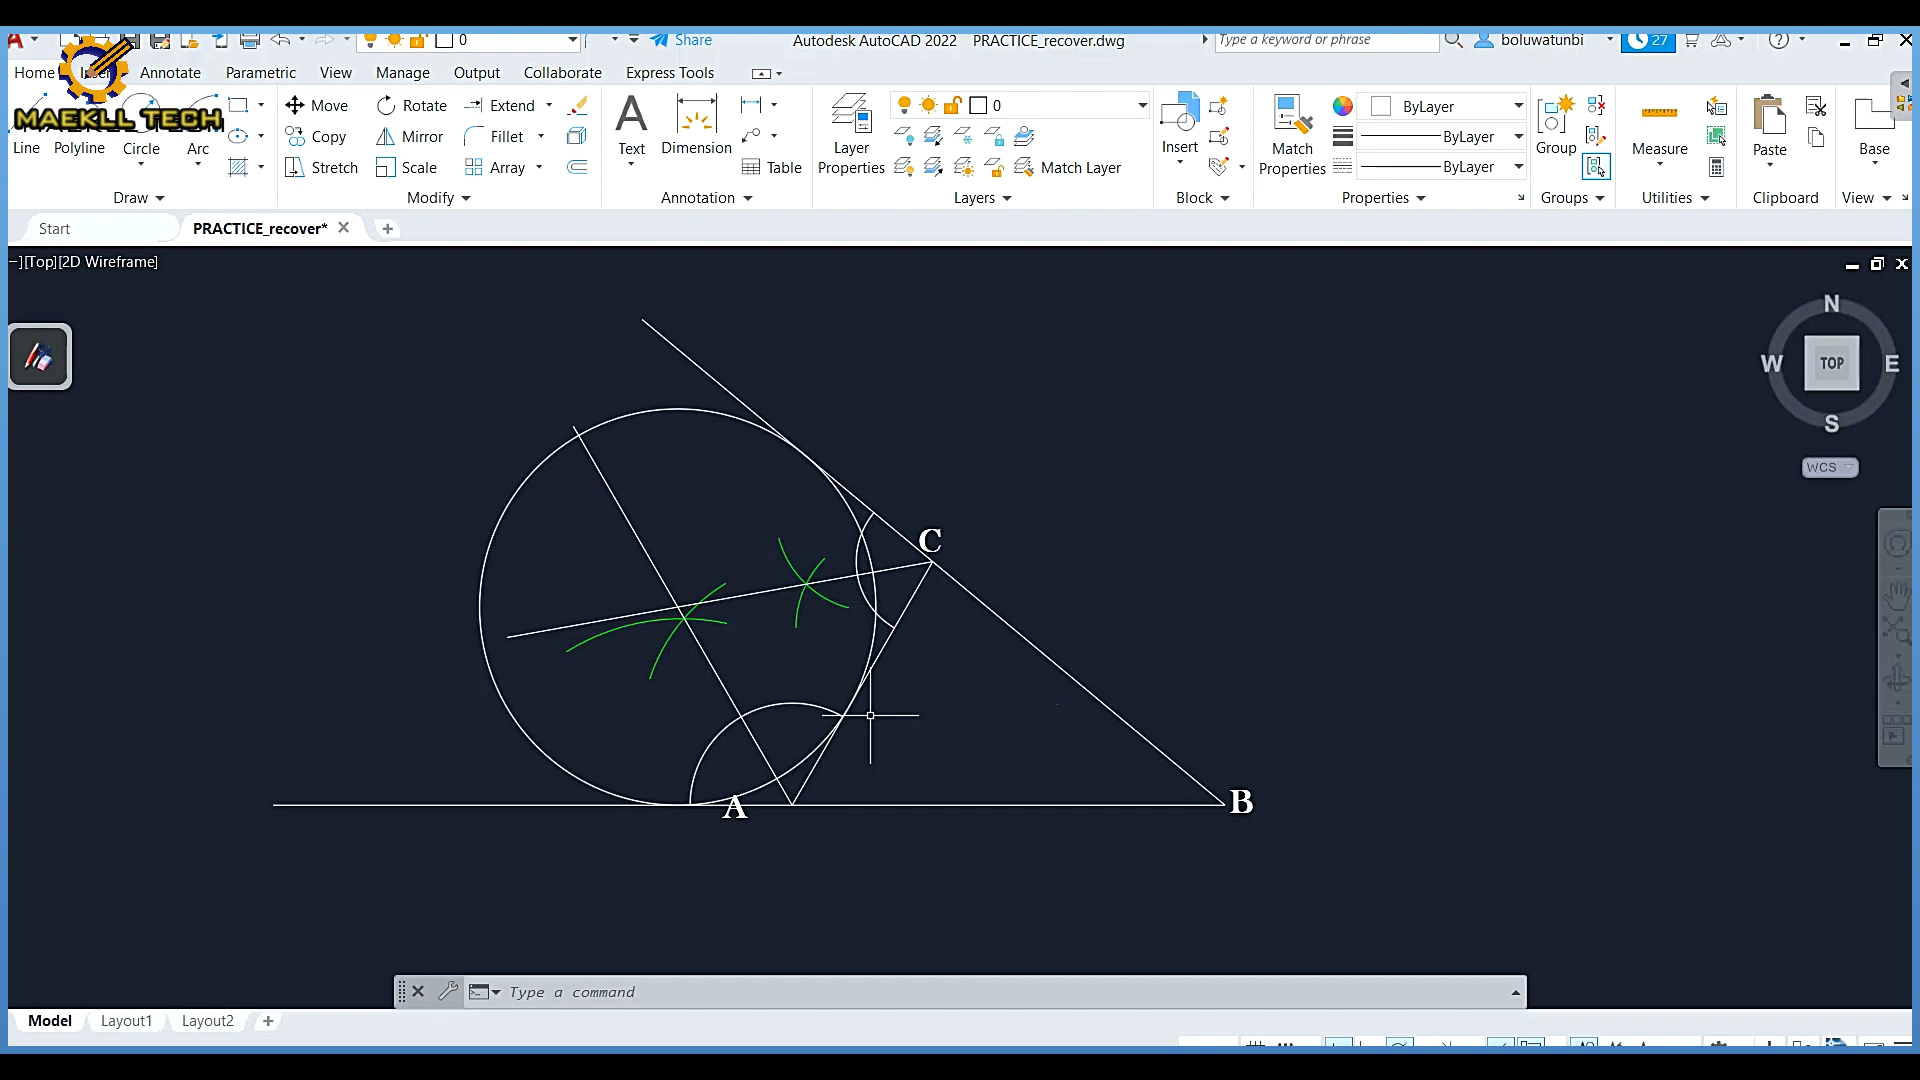 0
Share
Autodesk AutoCAD 2022 PRACTICE_recover.dwg
Type a keyword or phrase
boluwatunbi
27
Home
Annotate
Parametric
View
Manage
Output
Collaborate
Express Tools
MAEKLL TECH
Line
Polyline
Circle
Arc
Draw
Move
Rotate
Extend
Copy
Mirror
Fillet
Stretch
Scale
Array
Modify
Text
Dimension
Table
Annotation
Layer
Properties
0
Match Layer
Layers
Insert
Block
Match
Properties
ByLayer
ByLayer
ByLayer
Properties
Group
Groups
Measure
Utilities
Paste
Clipboard
Base
View
Start
PRACTICE_recover*
−][Top][2D Wireframe]
N
W
TOP
E
S
WCS
C
A
B
Type a command
Model
Layout1
Layout2